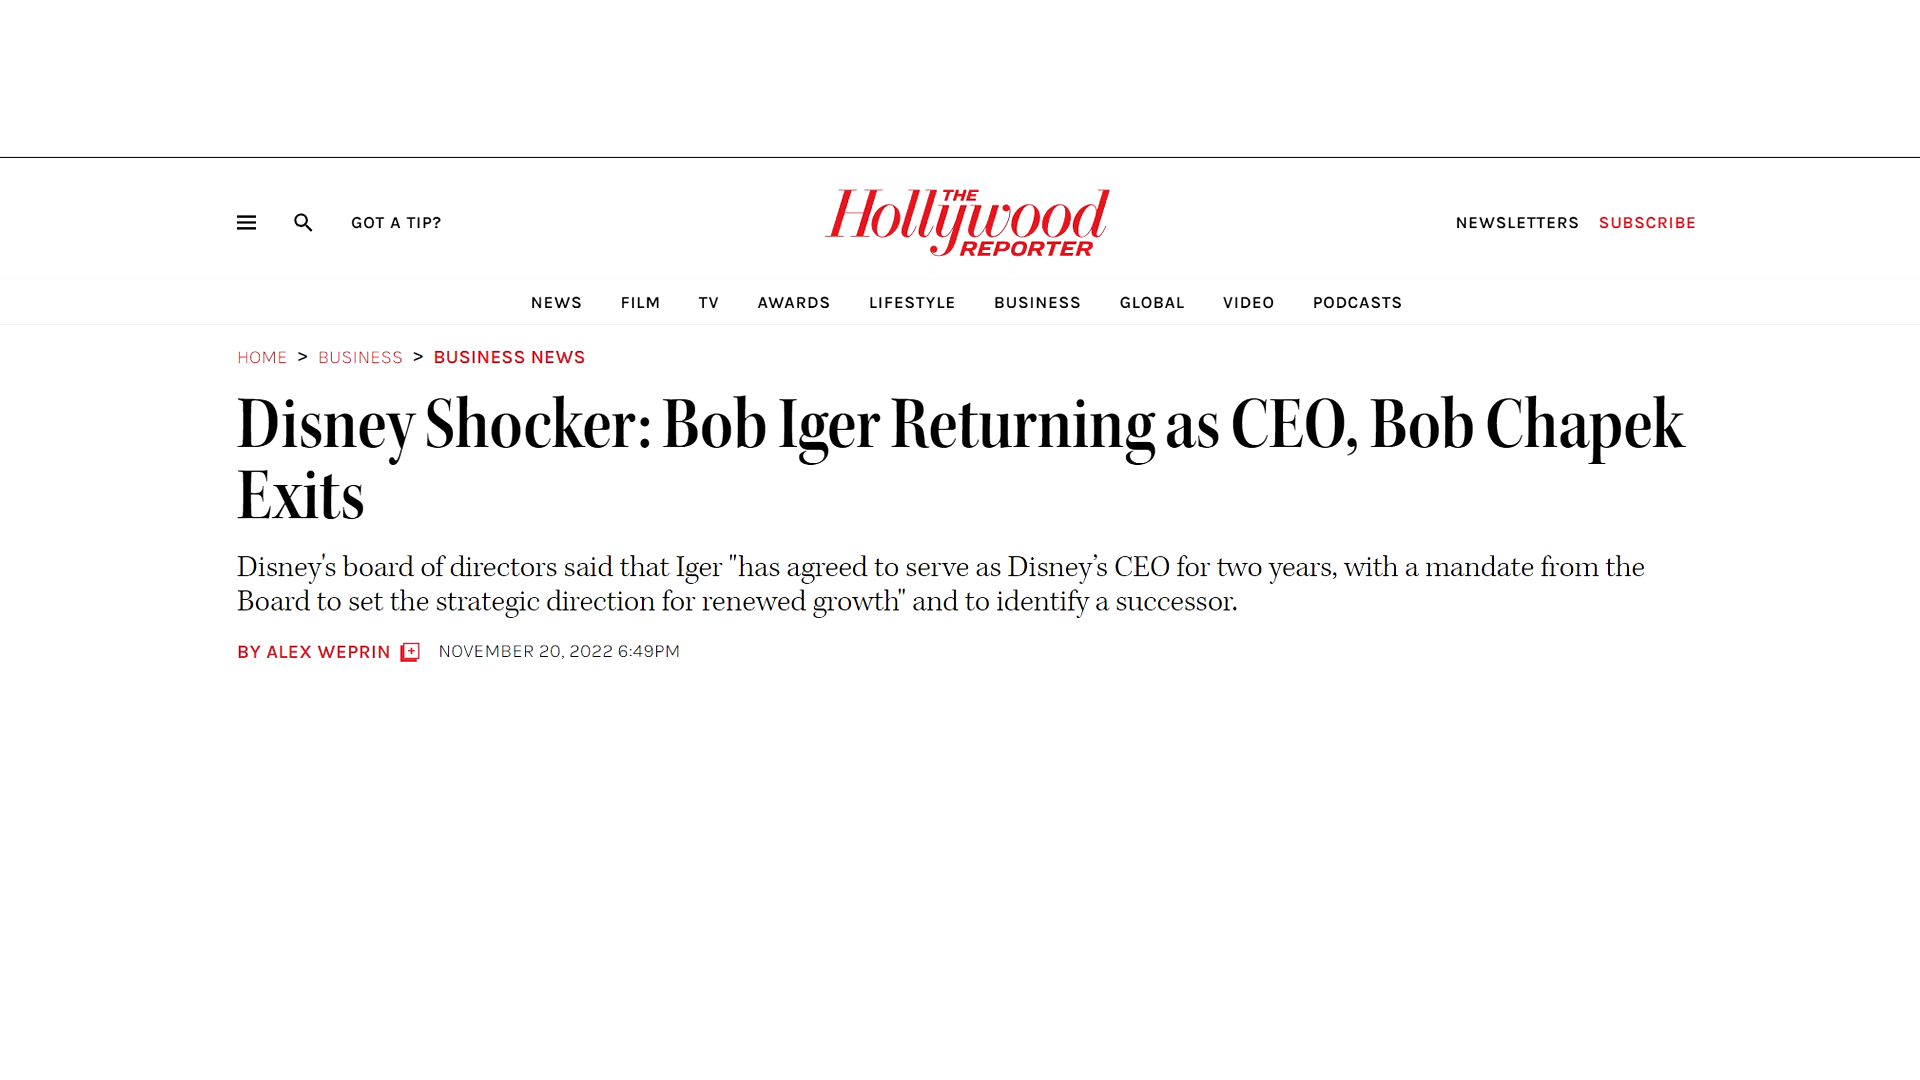 GOT A TIP?
THE
Hollywood
REPORTER
NEWSLETTERS SUBSCRIBE
NEWS FILM TV AWARDS LIFESTYLE BUSINESS GLOBAL VIDEO PODCASTS
HOME > BUSINESS > BUSINESS NEWS
Disney Shocker: Bob Iger Returning as CEO, Bob Chapek
Exits
Disney's board of directors said that Iger "has agreed to serve as Disney’s CEO for two years, with a mandate from the
Board to set the strategic direction for renewed growth" and to identify a successor.
BY ALEX WEPRIN NOVEMBER 20, 2022 6:49PM